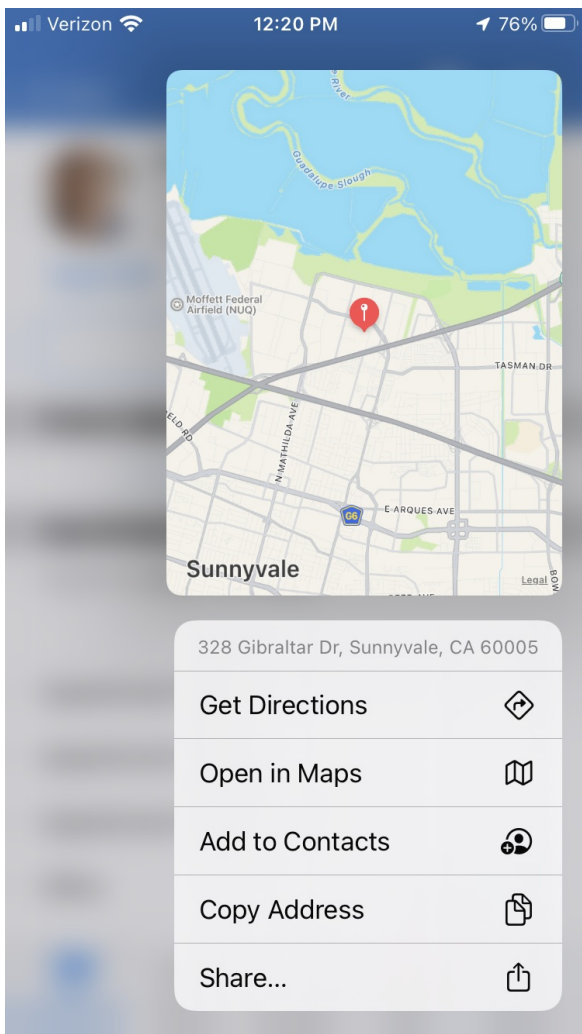 Verizon 12:20 PM 76%
River
Guadalupe Slough
Moffett Federal
Airfield (NUQ)
TASMAN DR
N MATHILDA AVE
G6
E ARQUES AVE
Sunnyvale
Legal
328 Gibraltar Dr, Sunnyvale, CA 60005
Get Directions
Open in Maps
Add to Contacts
Copy Address
Share...